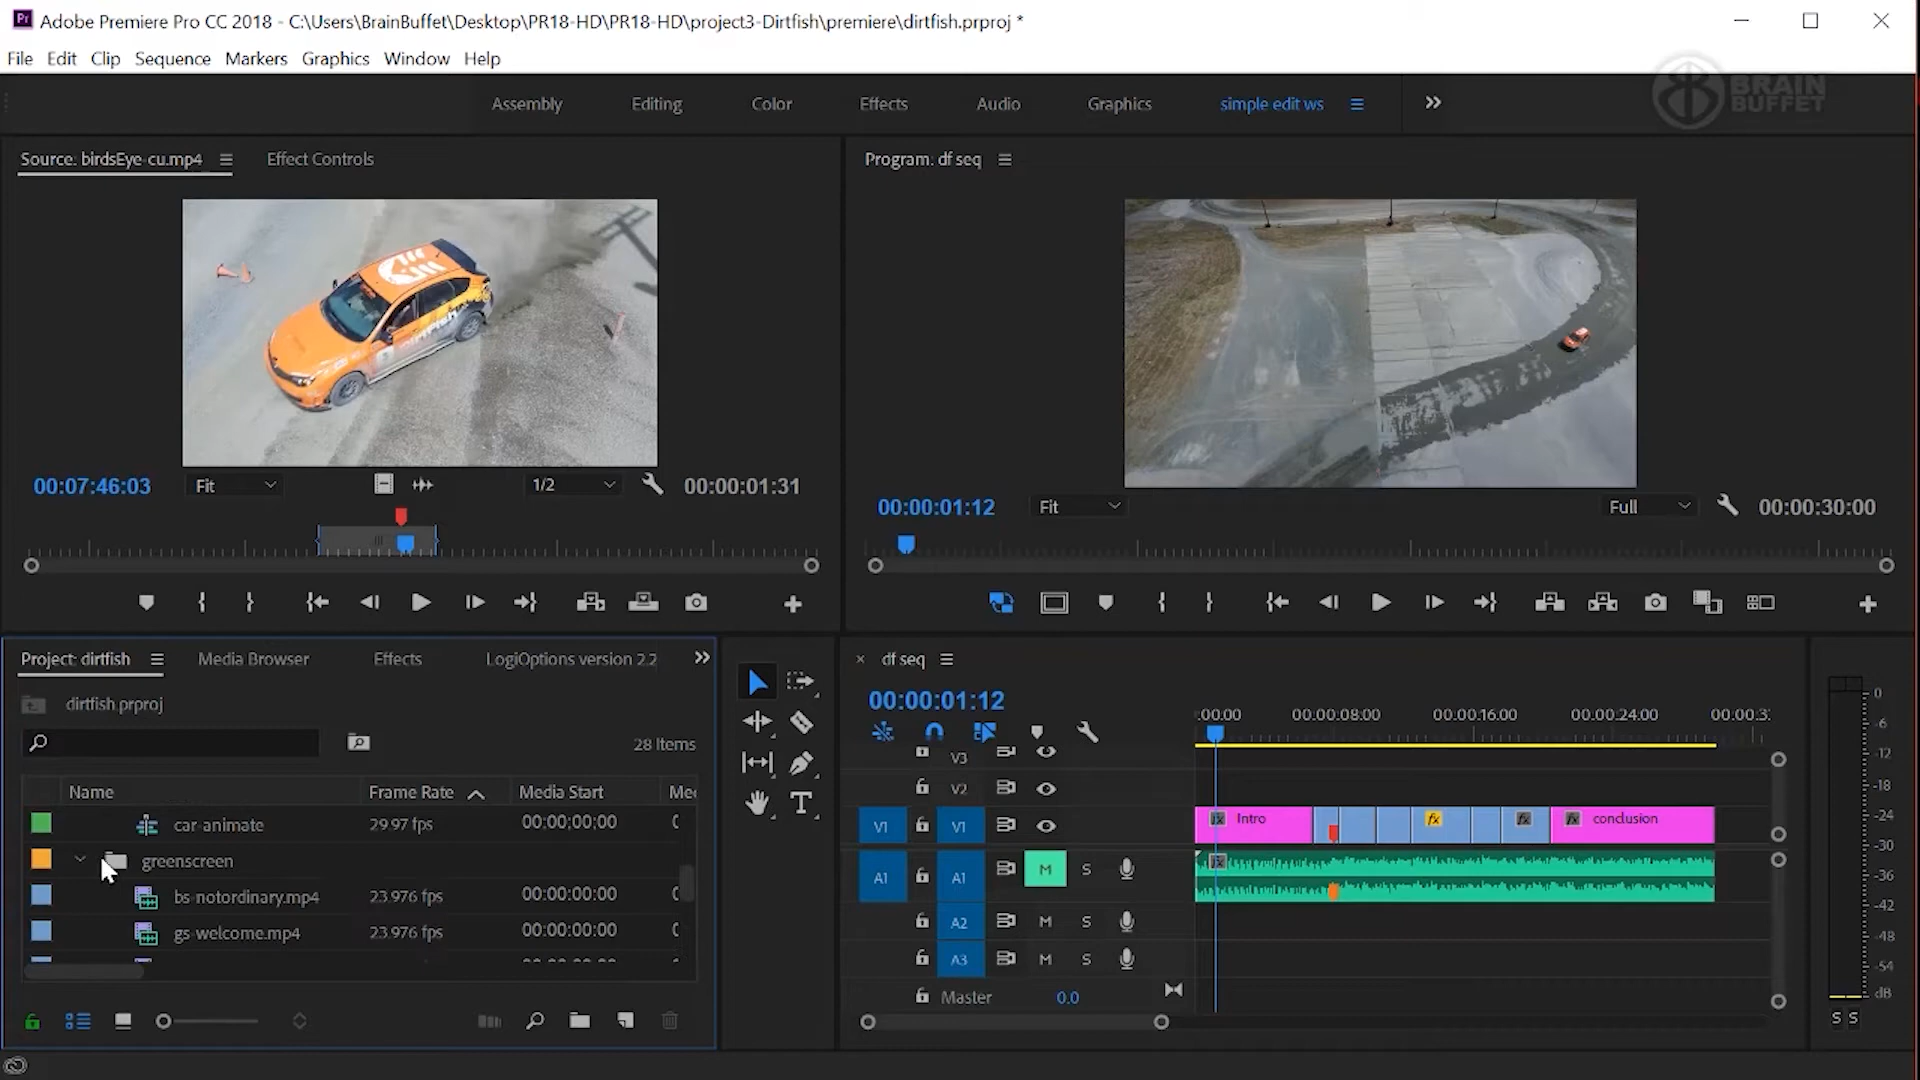 Adobe Premiere Pro CC 2018 - C:\Users\BrainBuffet\Desktop\PR18-HD\PR18-HD\project3-Dirtfish\premiere\dirtfish.prproj *
File Edit Clip Sequence Markers Graphics Window Help
Assembly Editing Color Effects Audio Graphics simple edit ws
BRAIN
BUFFET
Source: birdsEye-cu.mp4 Effect Controls
Program: df seq
00:07:46:03 Fit 1/2 00:00:01:31
00:00:01:12 Fit Full 00:00:30:00
Project: dirtfish Media Browser Effects LogiOptions version 2.2
dirtfish.prproj
28 Items
Name Frame Rate Media Start
car-animate 29.97 fps 00:00;00;00
greenscreen
bs-notordinary.mp4 23.976 fps 00:00:00:00
gs-welcome.mp4 23.976 fps 00:00:00:00
df seq
00:00:01:12
:00:00 00:00:08:00 00:00:16:00 00:00:24:00 00:00:3
V3
V2
V1 V1 fx Intro fx fx fx conclusion
A1 A1 M S fx
A2 M S
A3 M S
Master 0.0
0
-6
-12
-18
-24
-30
-36
-42
-48
-54
dB
S S